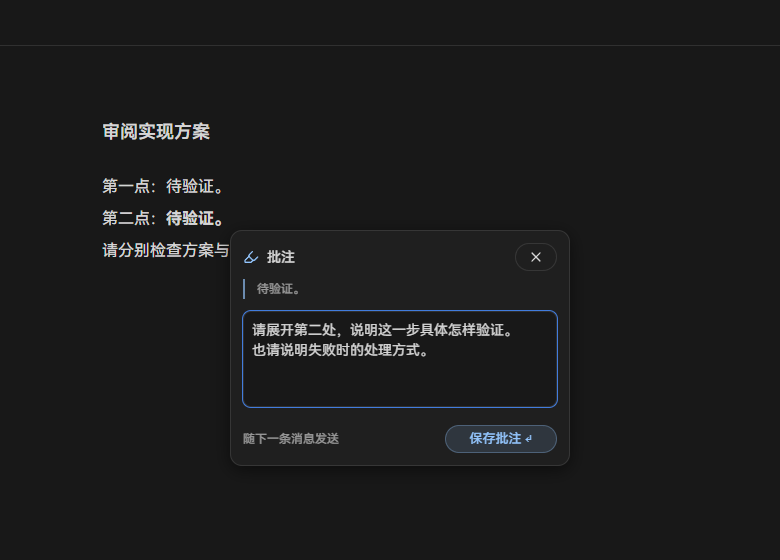 审阅实现方案
第一点：待验证。
第二点：待验证。
请分别检查方案与
批注
待验证。
请展开第二处，说明这一步具体怎样验证。
也请说明失败时的处理方式。
随下一条消息发送
保存批注 ↲